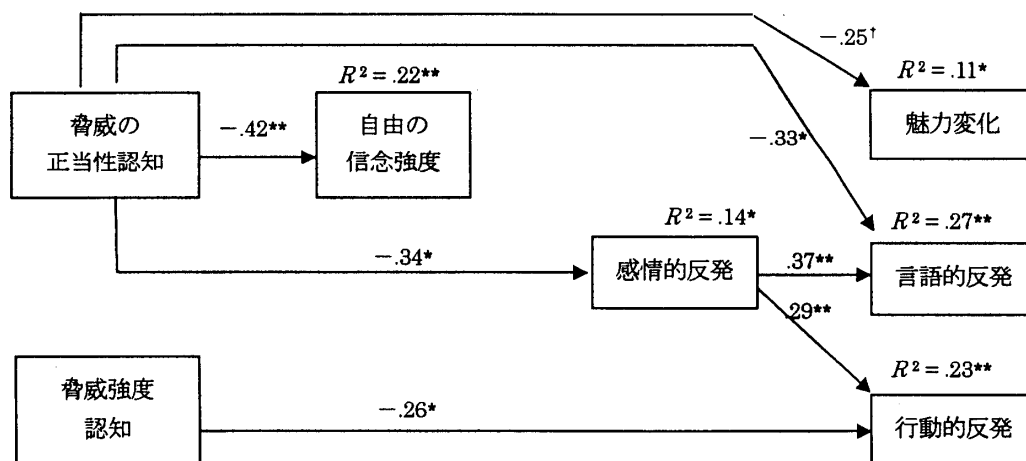 −.25†
R² = .22**
R² = .11*
脅威の
正当性認知
−.42**
自由の
信念強度
魅力変化
−.33*
R² = .14*
R² = .27**
−.34*
感情的反発
.37**
言語的反発
.29**
R² = .23**
脅威強度
認知
−.26*
行動的反発